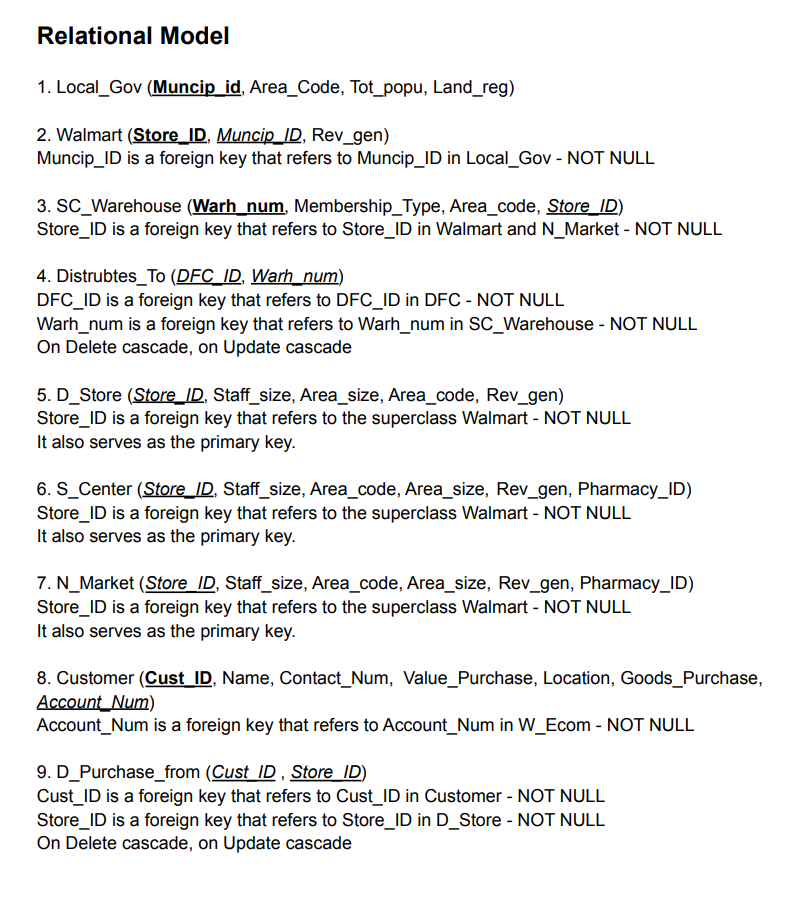 Relational Model
1. Local_Gov (Muncip_id, Area_Code, Tot_popu, Land_reg)
2. Walmart (Store_ID, Muncip_ID, Rev_gen)
Muncip_ID is a foreign key that refers to Muncip_ID in Local_Gov - NOT NULL
3. SC_Warehouse (Warh_num, Membership_Type, Area_code, Store_ID)
Store_ID is a foreign key that refers to Store_ID in Walmart and N_Market - NOT NULL
4. Distrubtes_To (DFC_ID, Warh_num)
DFC_ID is a foreign key that refers to DFC_ID in DFC - NOT NULL
Warh_num is a foreign key that refers to Warh_num in SC_Warehouse - NOT NULL
On Delete cascade, on Update cascade
5. D_Store (Store_ID, Staff_size, Area_size, Area_code, Rev_gen)
Store_ID is a foreign key that refers to the superclass Walmart - NOT NULL
It also serves as the primary key.
6. S_Center (Store_ID, Staff_size, Area_code, Area_size, Rev_gen, Pharmacy_ID)
Store_ID is a foreign key that refers to the superclass Walmart - NOT NULL
It also serves as the primary key.
7. N_Market (Store_ID, Staff_size, Area_code, Area_size, Rev_gen, Pharmacy_ID)
Store_ID is a foreign key that refers to the superclass Walmart - NOT NULL
It also serves as the primary key.
8. Customer (Cust_ID, Name, Contact_Num, Value_Purchase, Location, Goods_Purchase,
Account_Num)
Account_Num is a foreign key that refers to Account_Num in W_Ecom - NOT NULL
9. D_Purchase_from (Cust_ID , Store_ID)
Cust_ID is a foreign key that refers to Cust_ID in Customer - NOT NULL
Store_ID is a foreign key that refers to Store_ID in D_Store - NOT NULL
On Delete cascade, on Update cascade